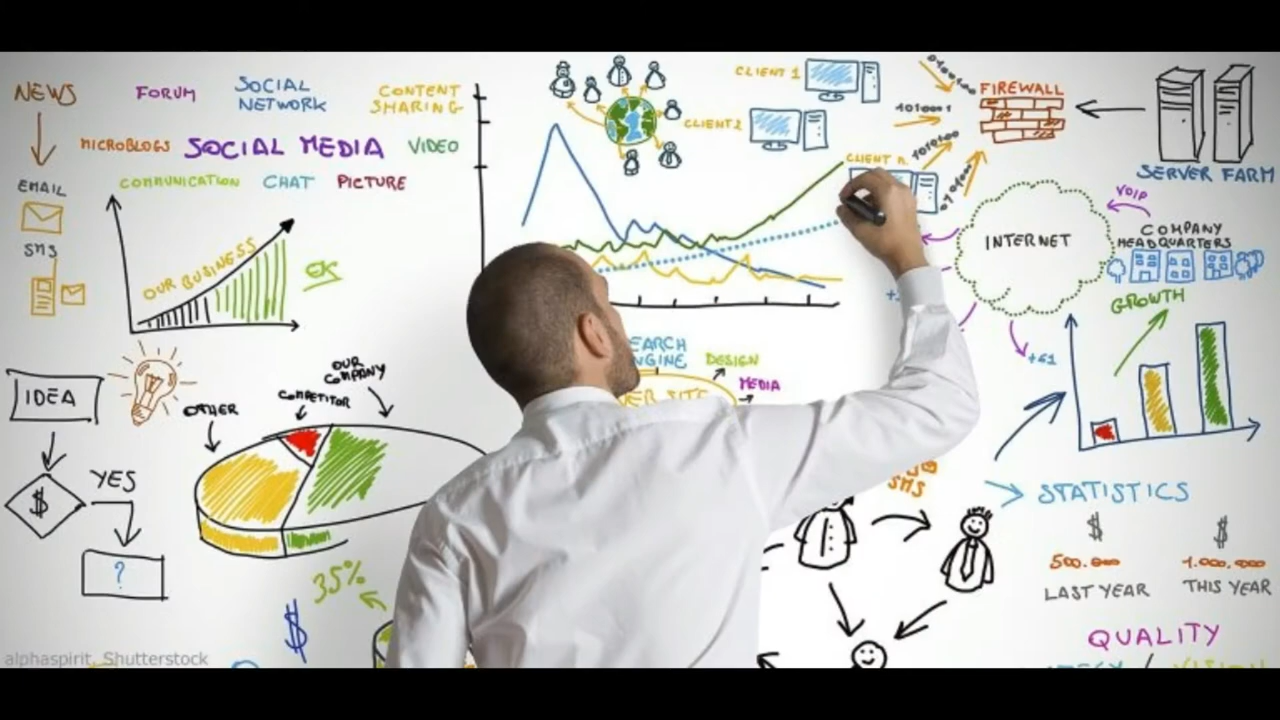 NEWS
FORUM
SOCIAL
NETWORK
CONTENT
SHARING
MICROBLOGS
SOCIAL MEDIA
VIDEO
COMMUNICATION
CHAT
PICTURE
EMAIL
SMS
OUR BUSINESS
OK
CLIENT 1
CLIENT 2
CLIENT n.
101001
FIREWALL
SERVER FARM
VOIP
INTERNET
COMPANY
HEADQUARTERS
GROWTH
IDEA
$
YES
?
OTHER
COMPETITOR
OUR
COMPANY
DESIGN
MEDIA
SMS
35%
$
STATISTICS
$
$
500.000
1.000.000
LAST YEAR
THIS YEAR
QUALITY
alphaspirit, Shutterstock